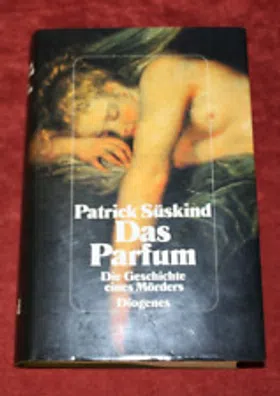 Patrick Süskind
Das
Parfum
Die Geschichte
eines Mörders
Diogenes